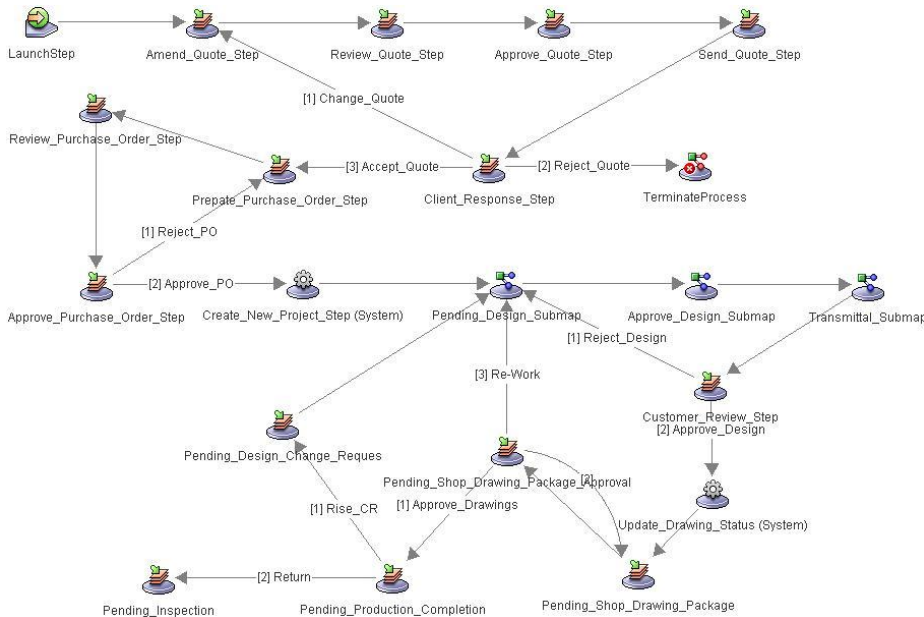 LaunchStep
Amend_Quote_Step
Review_Quote_Step
Approve_Quote_Step
Send_Quote_Step
[1] Change_Quote
Review_Purchase_Order_Step
[3] Accept_Quote
[2] Reject_Quote
Prepate_Purchase_Order_Step
Client_Response_Step
TerminateProcess
[1] Reject_PO
[2] Approve_PO
Approve_Purchase_Order_Step
Create_New_Project_Step (System)
Pending_Design_Submap
Approve_Design_Submap
Transmittal_Submap
[1] Reject_Design
[3] Re-Work
Customer_Review_Step
[2] Approve_Design
Pending_Design_Change_Reques
Pending_Shop_Drawing_Package_Approval
[2]
[1] Rise_CR
[1] Approve_Drawings
Update_Drawing_Status (System)
[2] Return
Pending_Inspection
Pending_Production_Completion
Pending_Shop_Drawing_Package